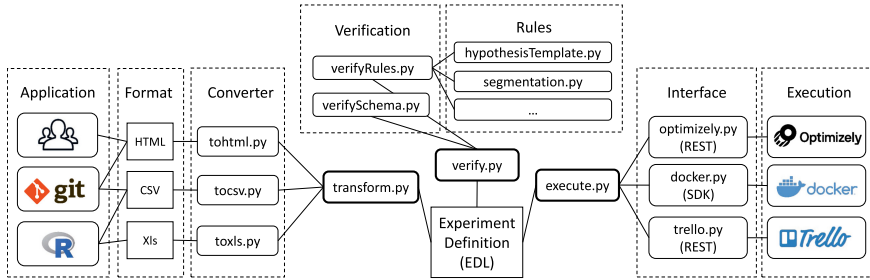 Verification
Rules
verifyRules.py
hypothesisTemplate.py
segmentation.py
verifySchema.py
...
Application
Format
Converter
Interface
Execution
HTML
tohtml.py
optimizely.py
(REST)
Optimizely
git
CSV
tocsv.py
transform.py
verify.py
execute.py
docker.py
(SDK)
docker
R
Xls
toxls.py
Experiment
Definition
(EDL)
trello.py
(REST)
Trello